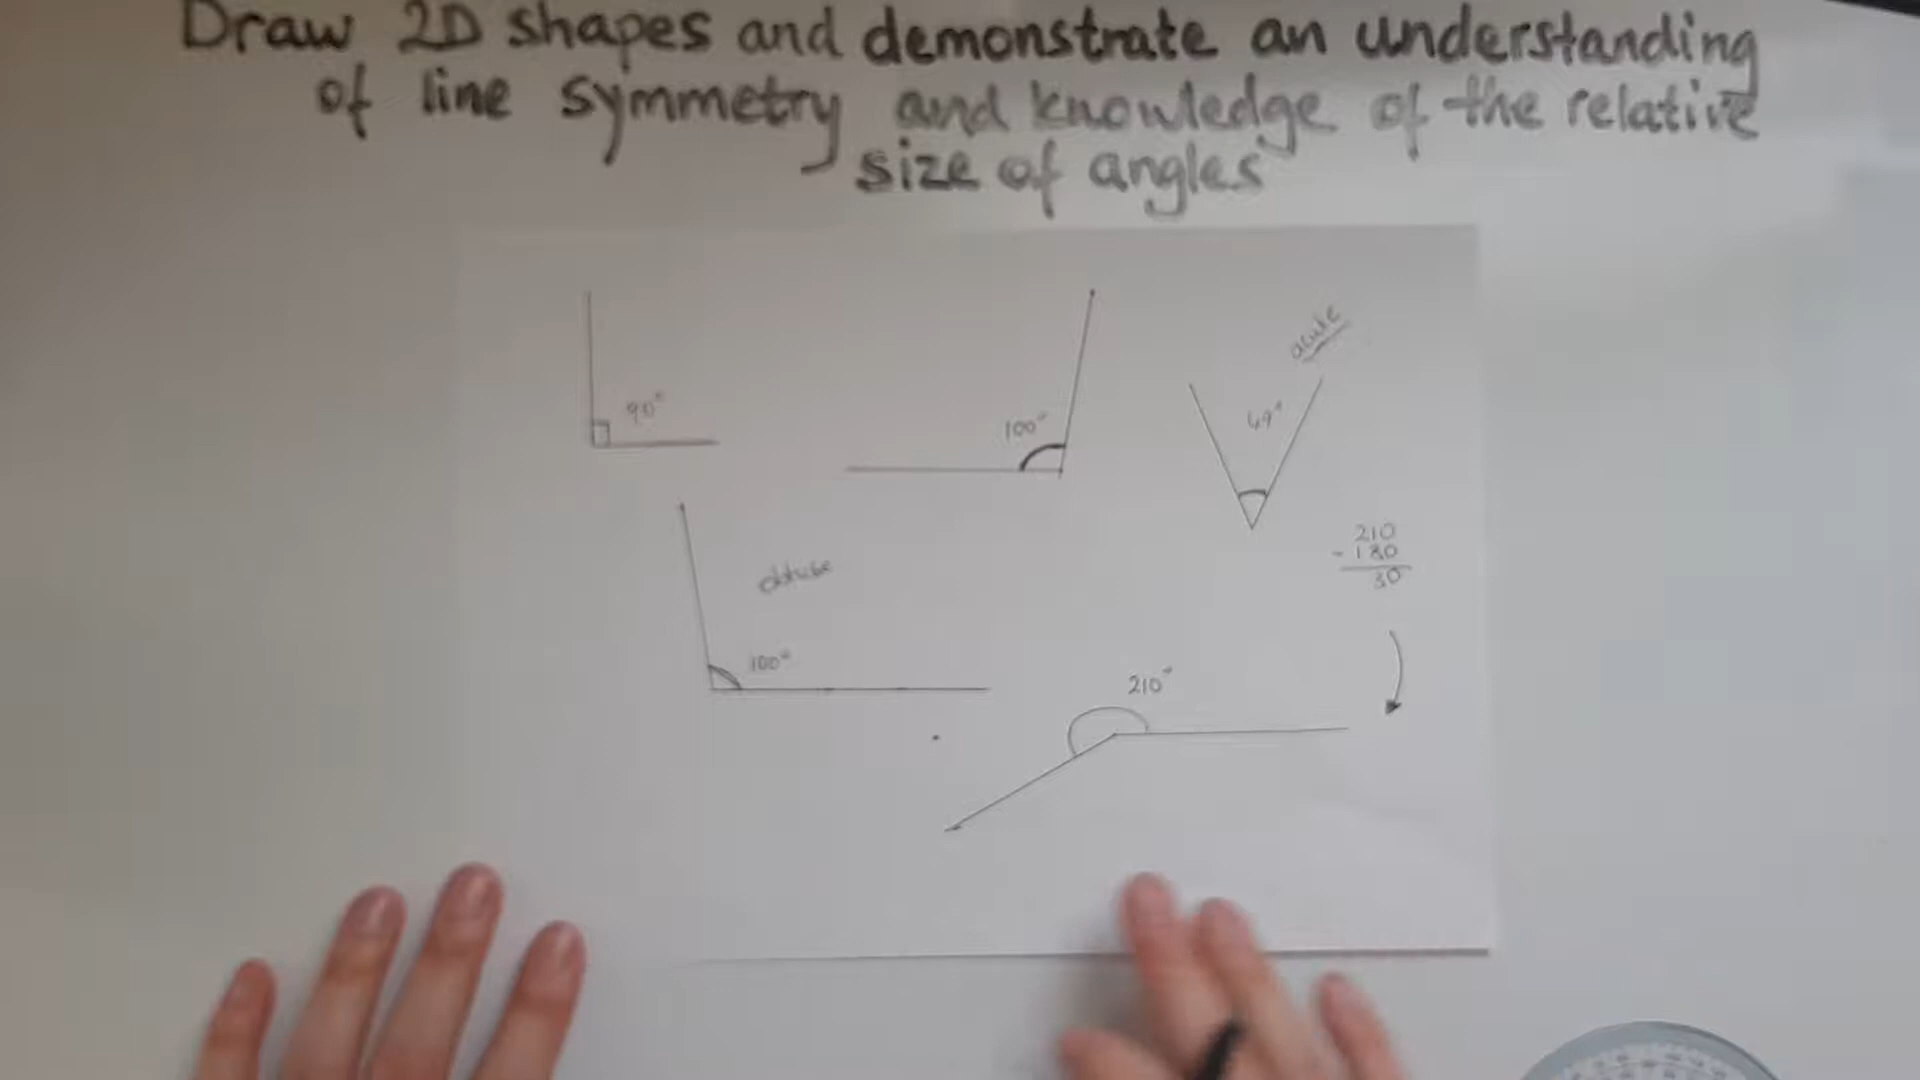 Draw 2D shapes and demonstrate an understanding
of line symmetry and knowledge of the relative
size of angles
90°
100°
acute
49°
obtuse
210
- 180
30
100°
210°